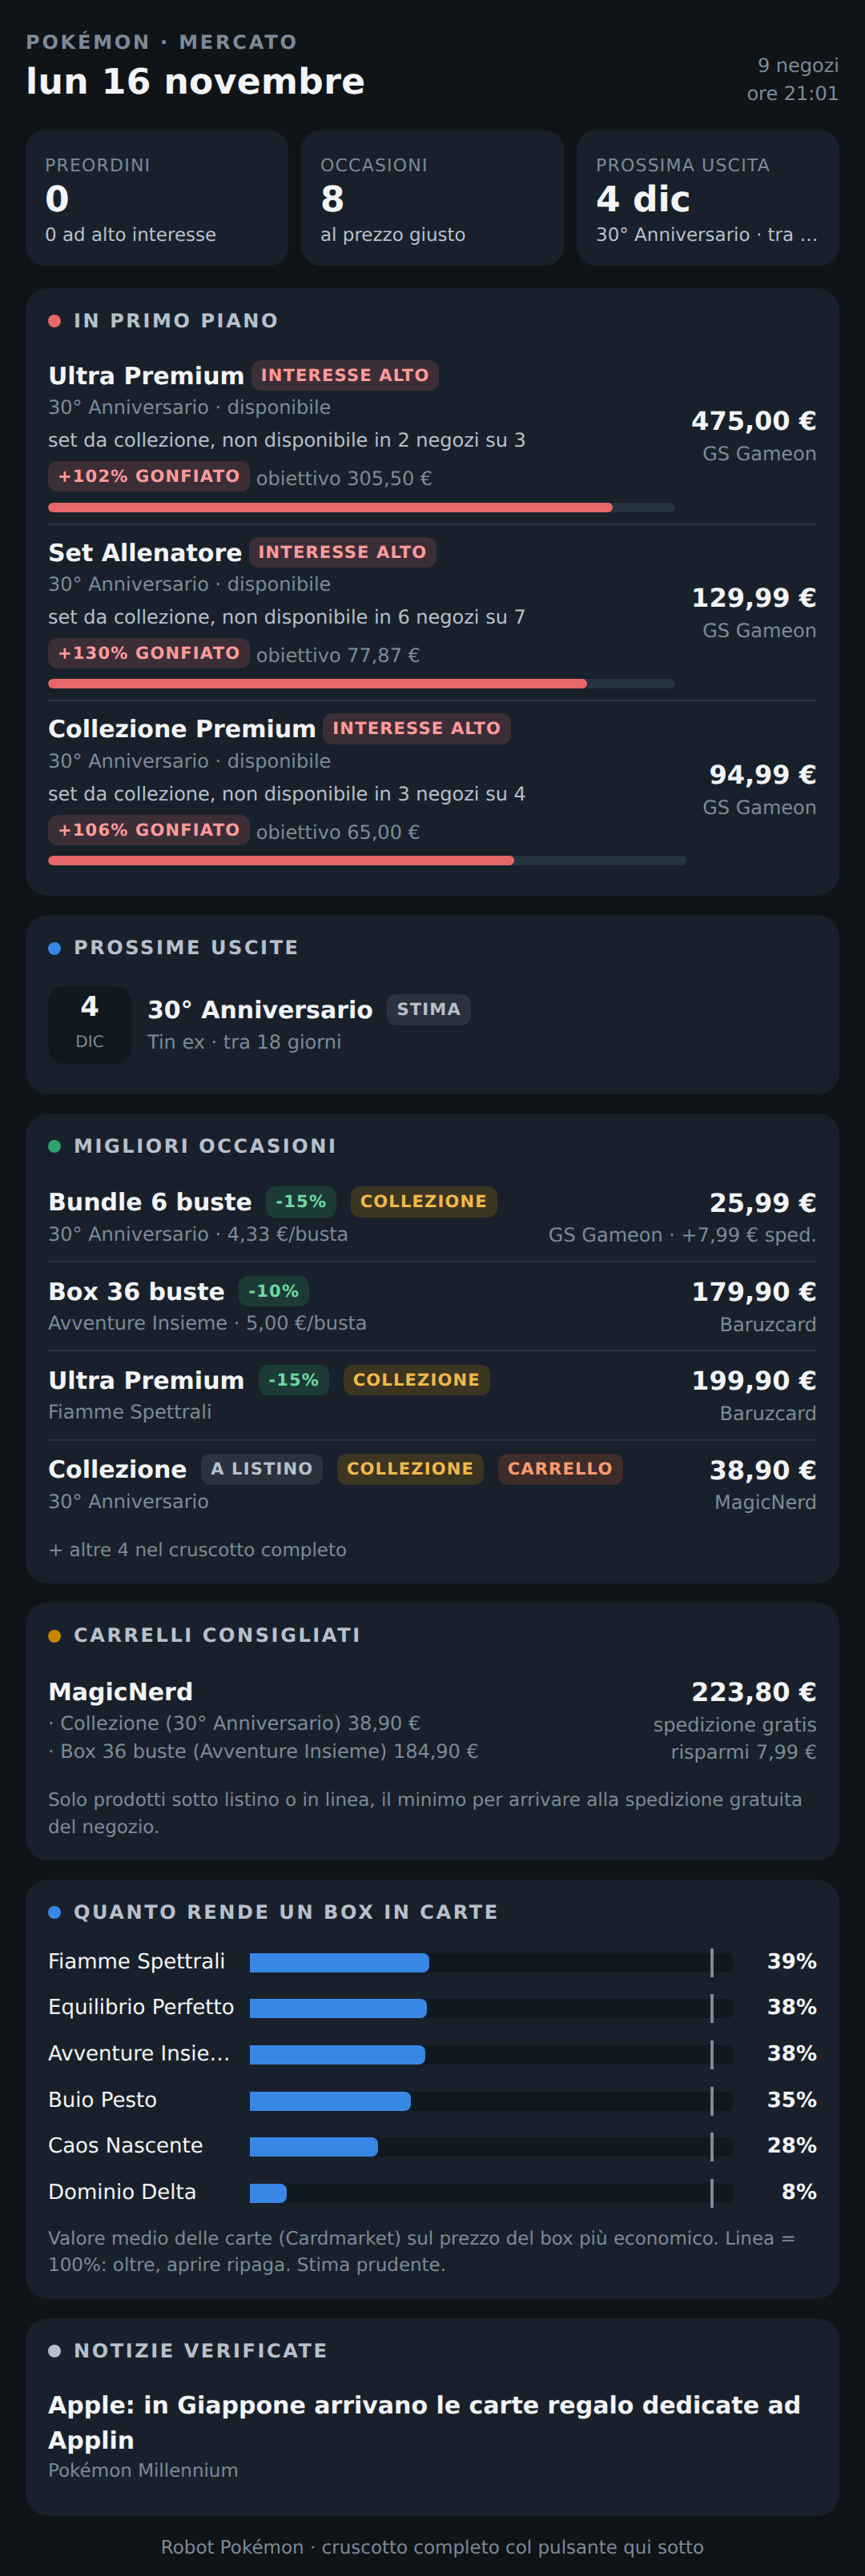 POKÉMON · MERCATO
lun 16 novembre
9 negozi
ore 21:01
PREORDINI
0
0 ad alto interesse
OCCASIONI
8
al prezzo giusto
PROSSIMA USCITA
4 dic
30° Anniversario · tra …
IN PRIMO PIANO
Ultra Premium INTERESSE ALTO
30° Anniversario · disponibile
set da collezione, non disponibile in 2 negozi su 3
+102% GONFIATO obiettivo 305,50 €
475,00 €
GS Gameon
Set Allenatore INTERESSE ALTO
30° Anniversario · disponibile
set da collezione, non disponibile in 6 negozi su 7
+130% GONFIATO obiettivo 77,87 €
129,99 €
GS Gameon
Collezione Premium INTERESSE ALTO
30° Anniversario · disponibile
set da collezione, non disponibile in 3 negozi su 4
+106% GONFIATO obiettivo 65,00 €
94,99 €
GS Gameon
PROSSIME USCITE
4
DIC
30° Anniversario STIMA
Tin ex · tra 18 giorni
MIGLIORI OCCASIONI
Bundle 6 buste -15% COLLEZIONE
30° Anniversario · 4,33 €/busta
25,99 €
GS Gameon · +7,99 € sped.
Box 36 buste -10%
Avventure Insieme · 5,00 €/busta
179,90 €
Baruzcard
Ultra Premium -15% COLLEZIONE
Fiamme Spettrali
199,90 €
Baruzcard
Collezione A LISTINO COLLEZIONE CARRELLO
30° Anniversario
38,90 €
MagicNerd
+ altre 4 nel cruscotto completo
CARRELLI CONSIGLIATI
MagicNerd
· Collezione (30° Anniversario) 38,90 €
· Box 36 buste (Avventure Insieme) 184,90 €
223,80 €
spedizione gratis
risparmi 7,99 €
Solo prodotti sotto listino o in linea, il minimo per arrivare alla spedizione gratuita
del negozio.
QUANTO RENDE UN BOX IN CARTE
Fiamme Spettrali 39%
Equilibrio Perfetto 38%
Avventure Insie… 38%
Buio Pesto 35%
Caos Nascente 28%
Dominio Delta 8%
Valore medio delle carte (Cardmarket) sul prezzo del box più economico. Linea =
100%: oltre, aprire ripaga. Stima prudente.
NOTIZIE VERIFICATE
Apple: in Giappone arrivano le carte regalo dedicate ad
Applin
Pokémon Millennium
Robot Pokémon · cruscotto completo col pulsante qui sotto